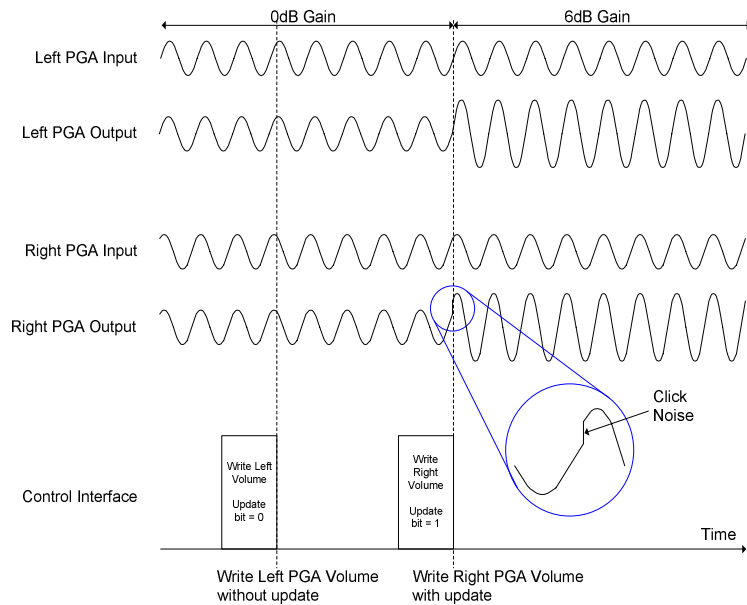 0dB Gain
6dB Gain
Left PGA Input
Left PGA Output
Right PGA Input
Right PGA Output
Click
Noise
Control Interface
Write Left
Volume
Update
bit = 0
Write
Right
Volume
Update
bit = 1
Time
Write Left PGA Volume
without update
Write Right PGA Volume
with update